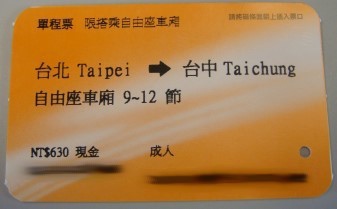 單程票 限搭乘自由座車廂
台北 Taipei ➡ 台中 Taichung
自由座車廂 9~12 節
NT$630 現金 成人